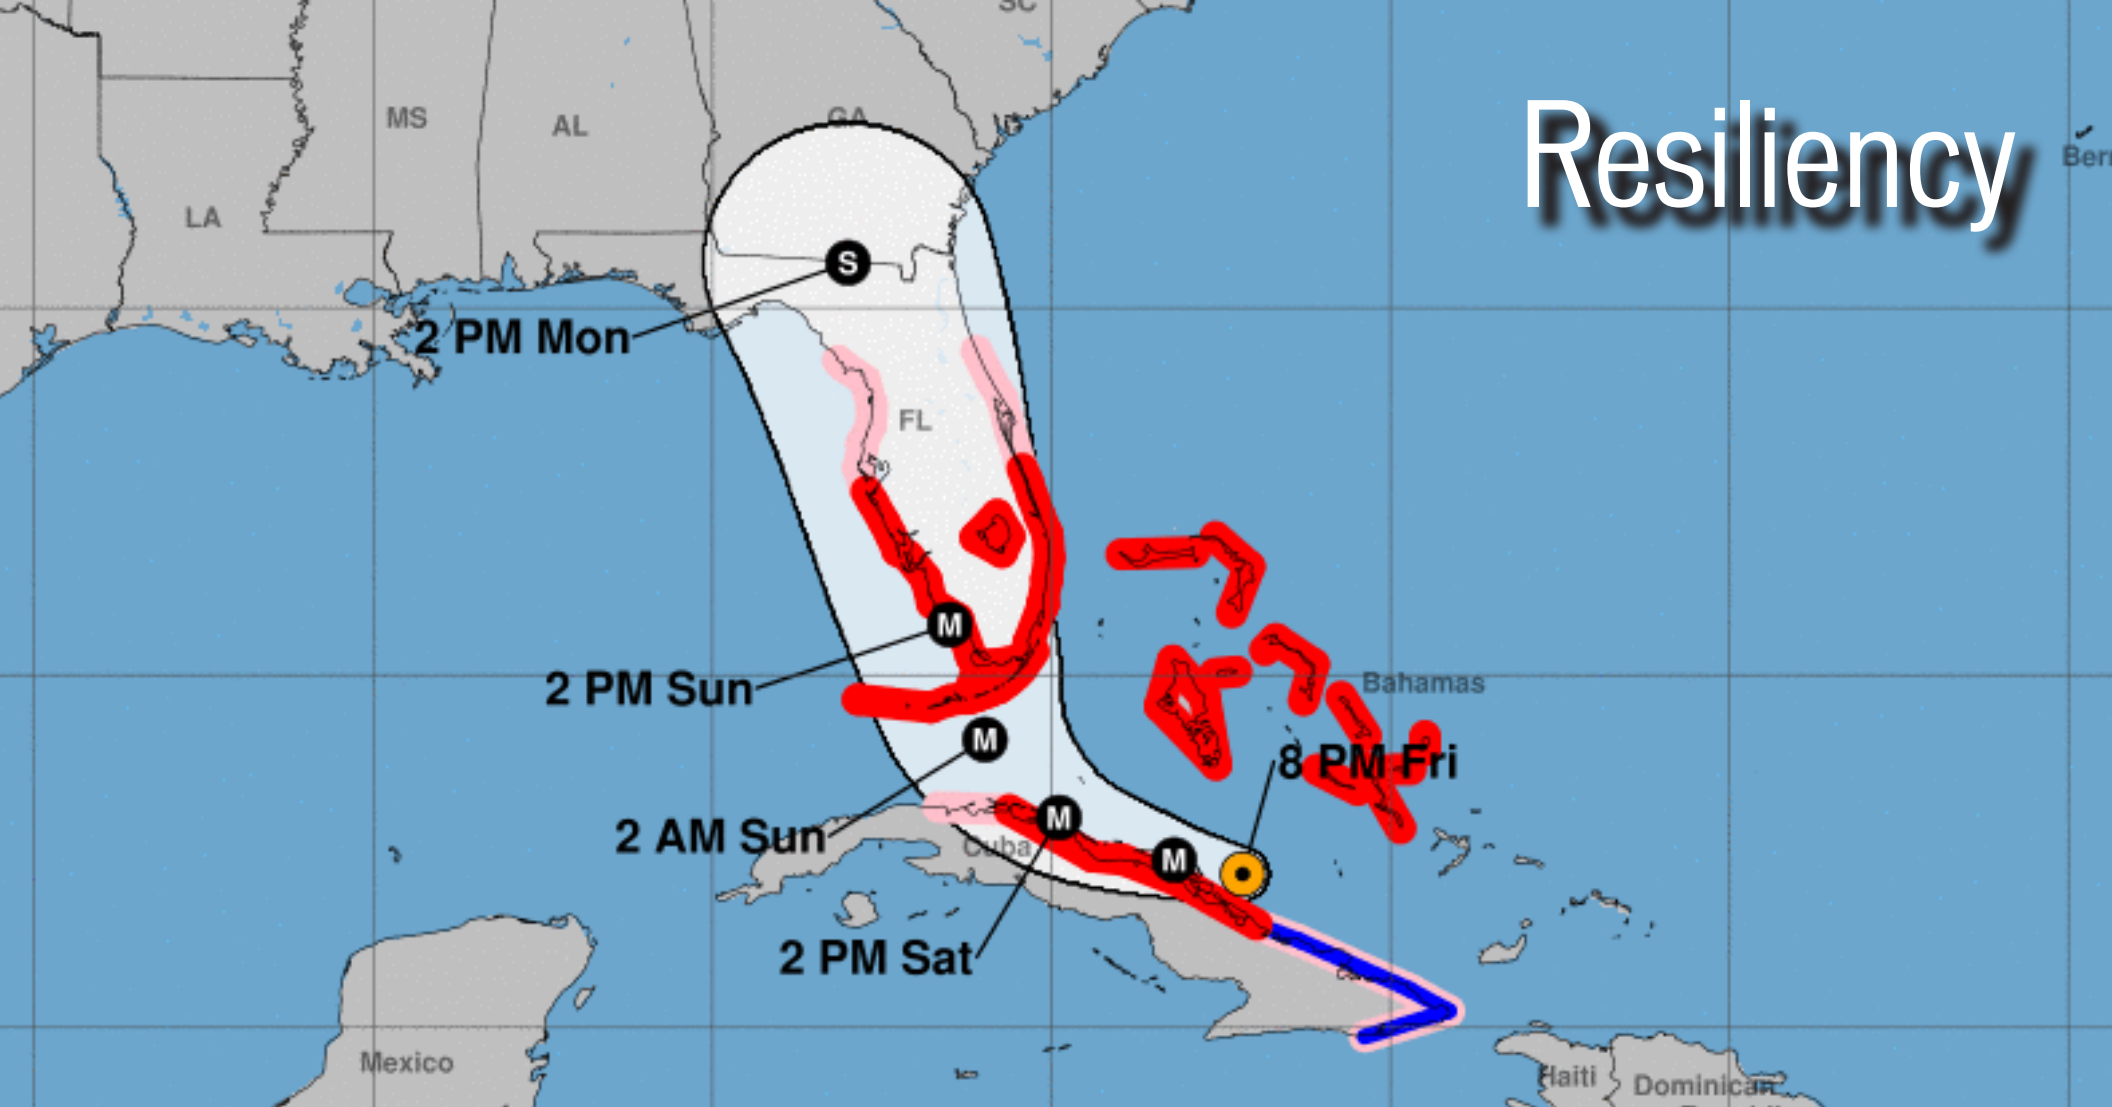 SC
MS
AL
GA
Resiliency
LA
S
2 PM Mon
FL
M
2 PM Sun
Bahamas
M
8 PM Fri
M
2 AM Sun
Cuba
M
2 PM Sat
Mexico
Haiti
Dominican